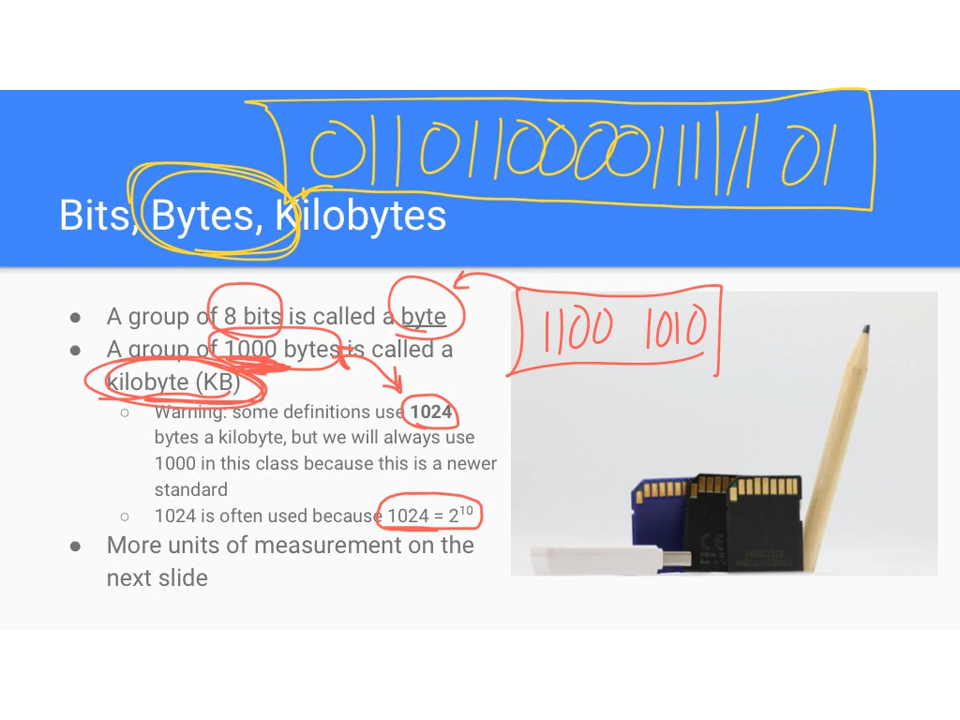 Bits, Bytes, Kilobytes
● A group of 8 bits is called a byte
1100 1010
● A group of 1000 bytes is called a
kilobyte (KB)
○ Warning: some definitions use 1024
bytes a kilobyte, but we will always use
1000 in this class because this is a newer
standard
○ 1024 is often used because 1024 = 2¹⁰
● More units of measurement on the
next slide
CE